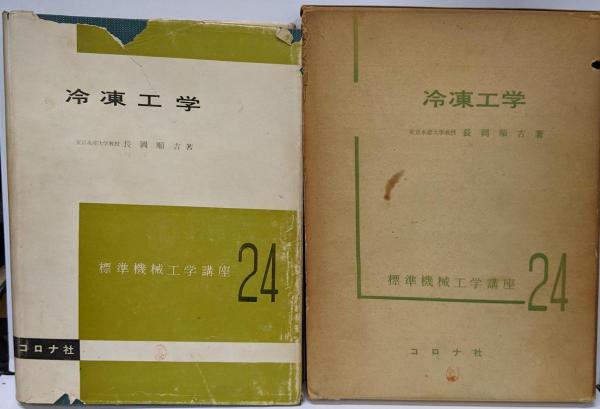 冷凍工学
東京水産大学教授 長岡順吉著
標準機械工学講座 24
コロナ社
冷凍工学
東京水産大学教授 長岡順吉著
標準機械工学講座 24
コロナ社